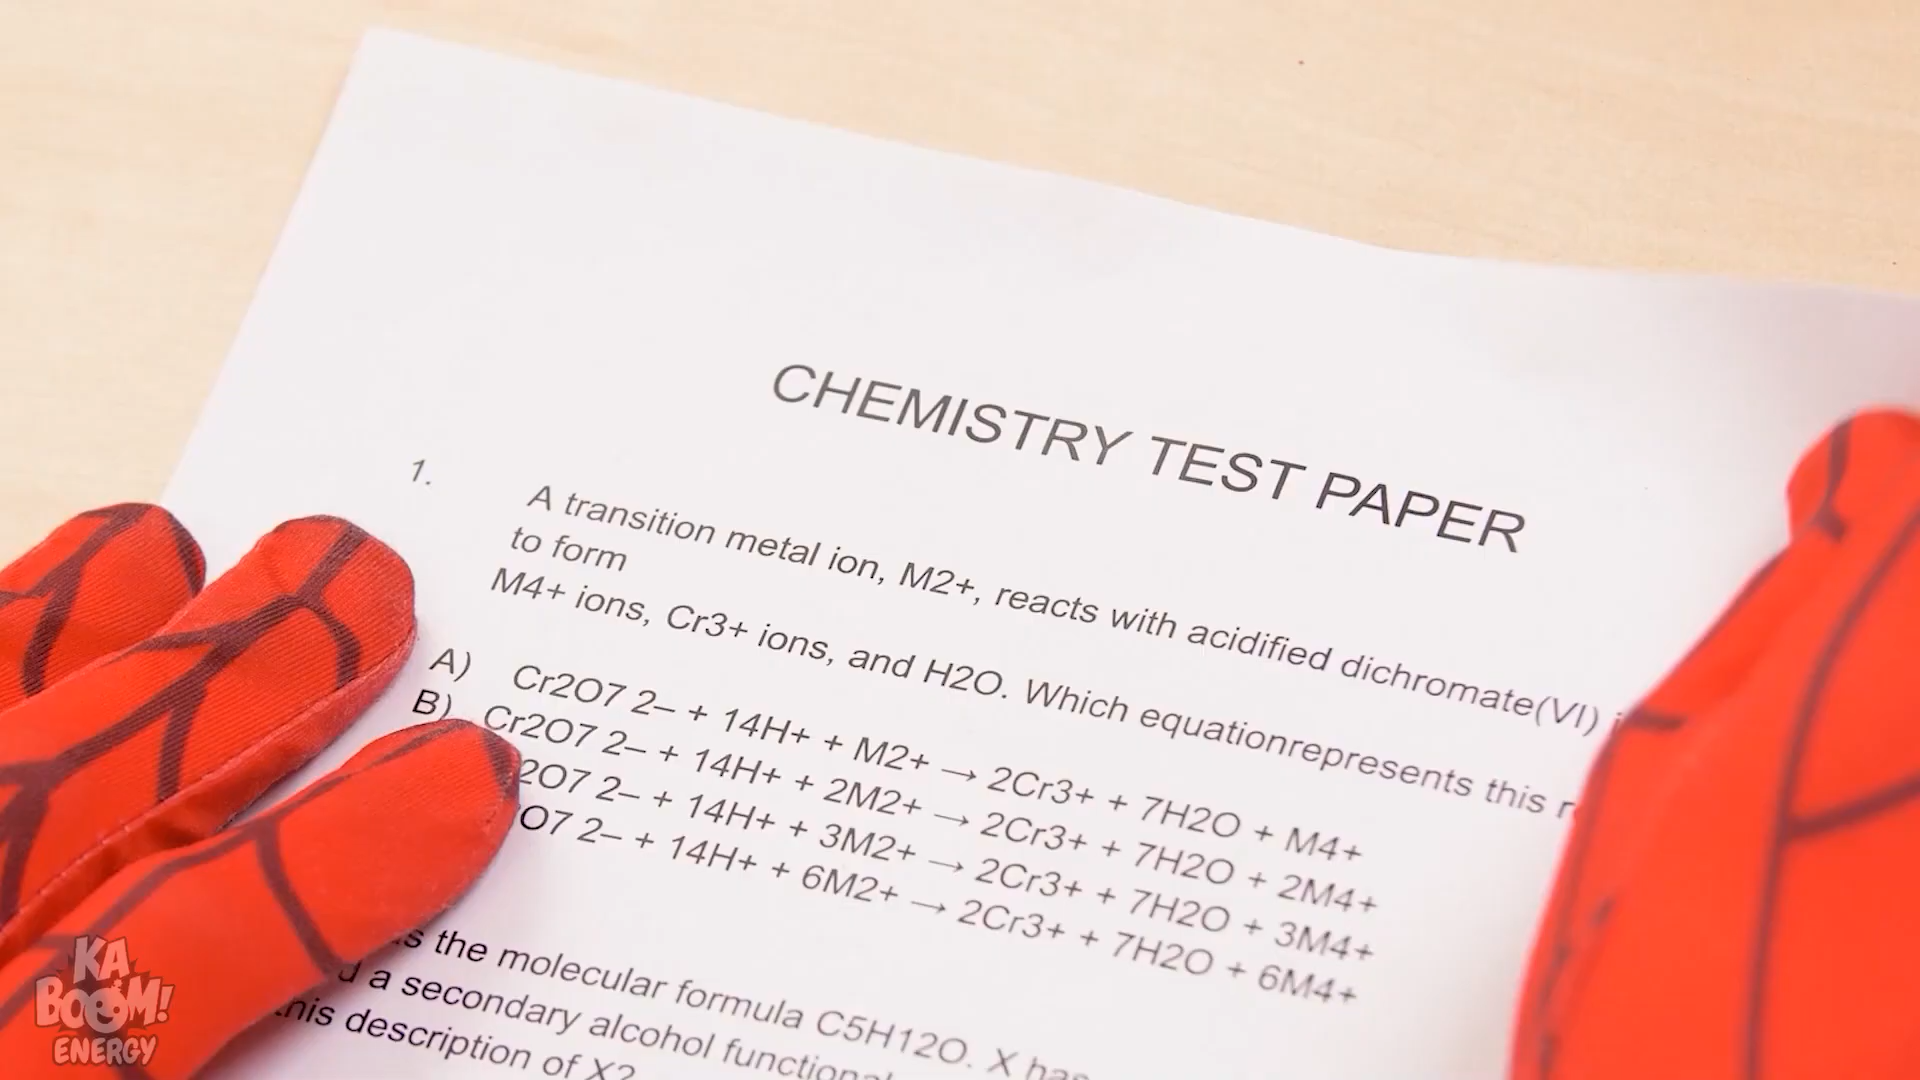 CHEMISTRY TEST PAPER
1.
A transition metal ion, M2+, reacts with acidified dichromate(VI)
to form
M4+ ions, Cr3+ ions, and H2O. Which equationrepresents this
A) Cr2O7 2– + 14H+ + M2+ → 2Cr3+ + 7H2O + M4+
B) Cr2O7 2– + 14H+ + 2M2+ → 2Cr3+ + 7H2O + 2M4+
2O7 2– + 14H+ + 3M2+ → 2Cr3+ + 7H2O + 3M4+
O7 2– + 14H+ + 6M2+ → 2Cr3+ + 7H2O + 6M4+
the molecular formula C5H12O. X has
a secondary alcohol functional
this description of X?
KA
BOOM!
ENERGY